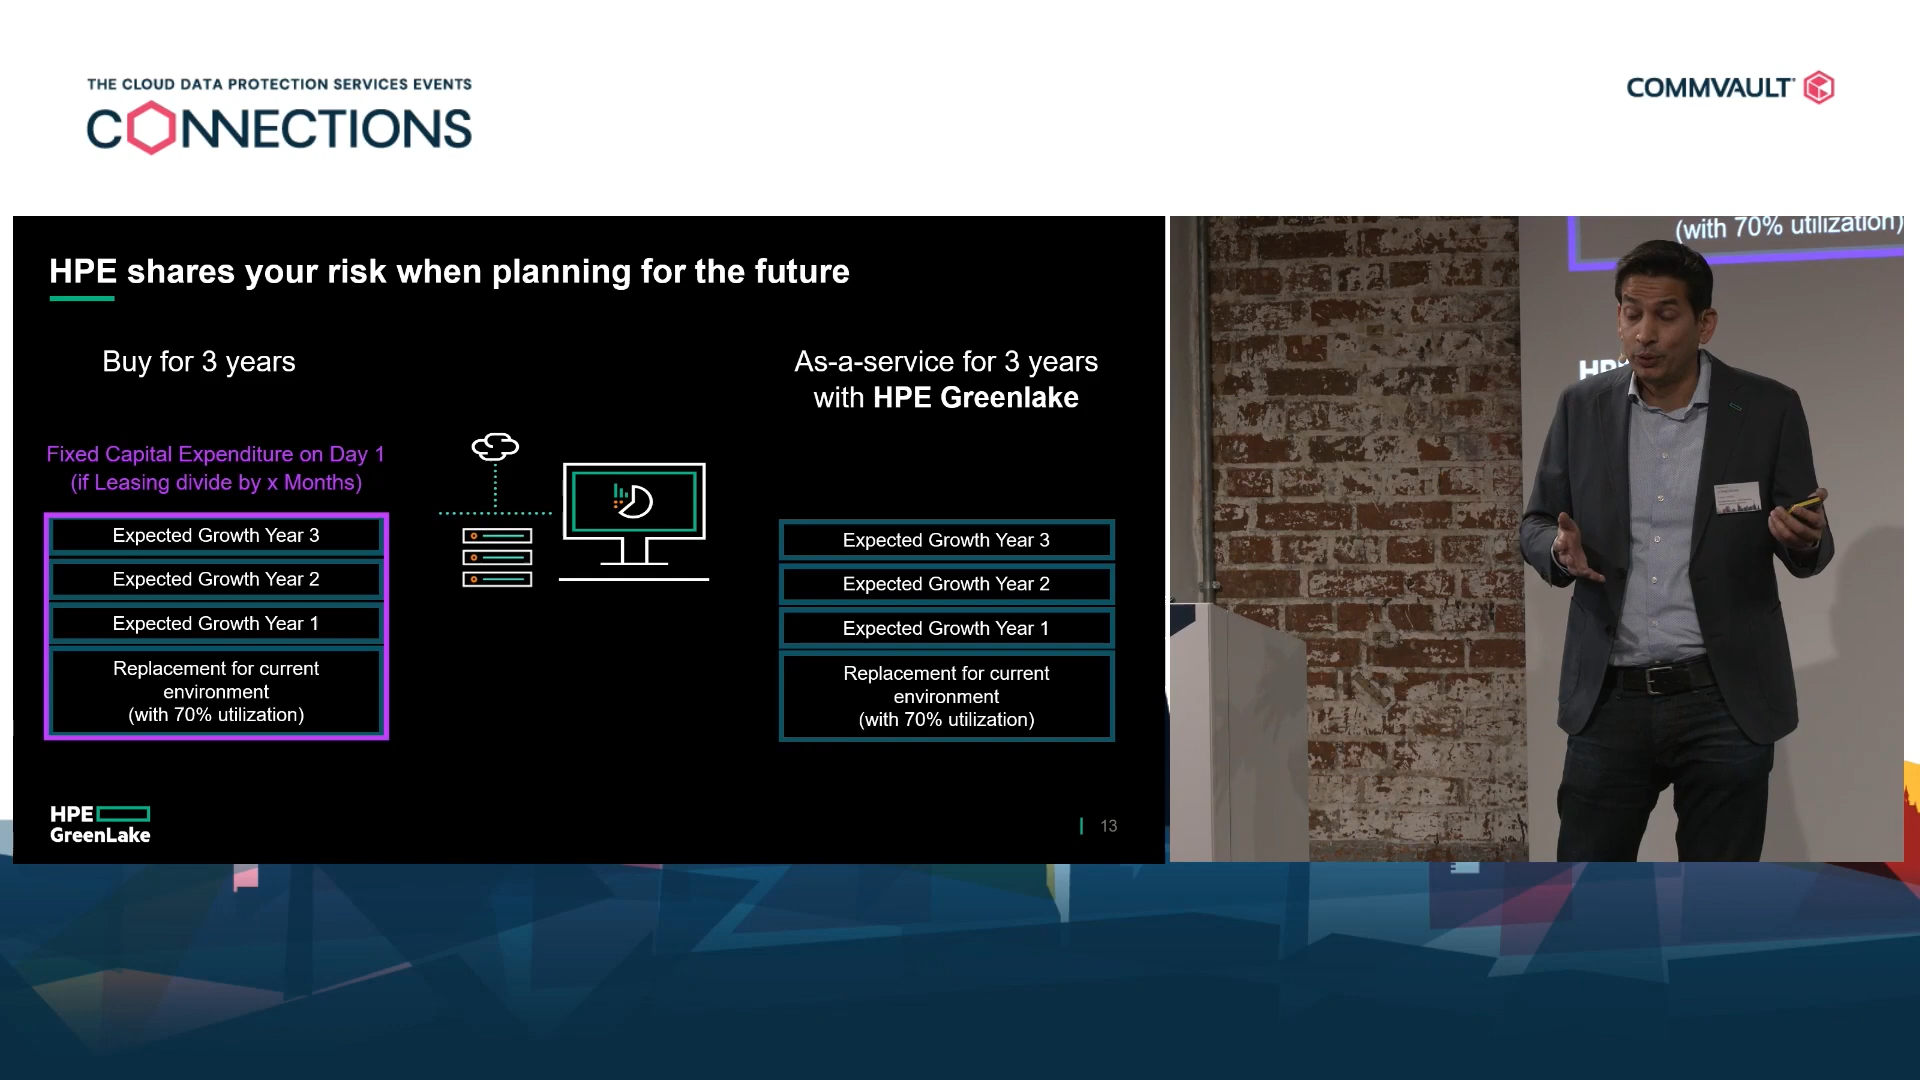 THE CLOUD DATA PROTECTION SERVICES EVENTS
CONNECTIONS
COMMVAULT
HPE shares your risk when planning for the future
Buy for 3 years
Fixed Capital Expenditure on Day 1
(if Leasing divide by x Months)
Expected Growth Year 3
Expected Growth Year 2
Expected Growth Year 1
Replacement for current
environment
(with 70% utilization)
As-a-service for 3 years
with HPE Greenlake
Expected Growth Year 3
Expected Growth Year 2
Expected Growth Year 1
Replacement for current
environment
(with 70% utilization)
HPE
GreenLake
13
(with 70% utilization)
HPE